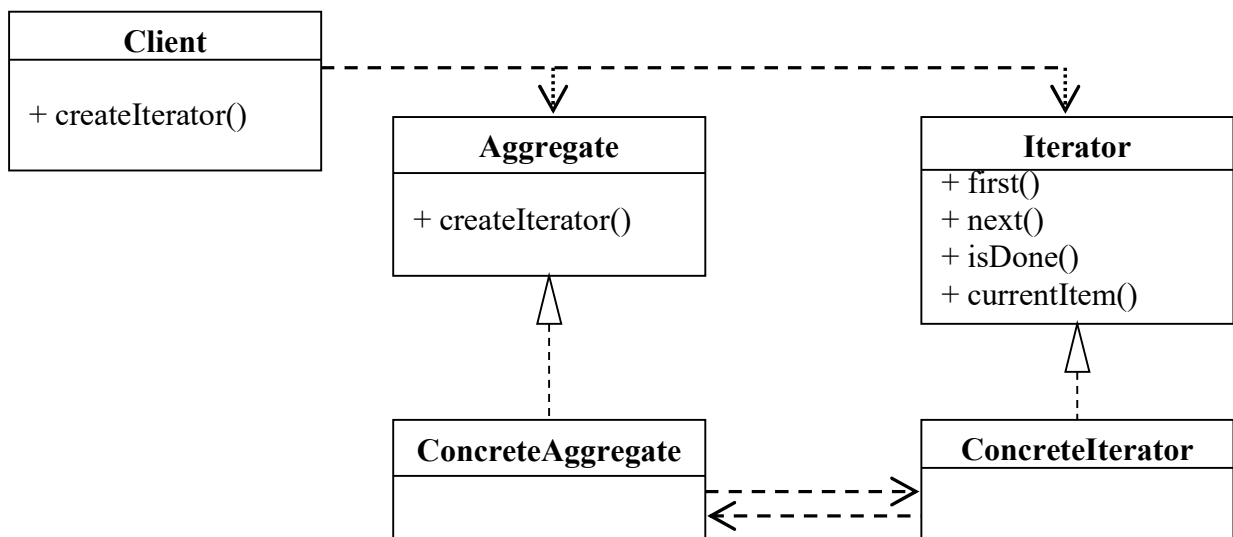 Client
+ createIterator()
Aggregate
+ createIterator()
Iterator
+ first()
+ next()
+ isDone()
+ currentItem()
ConcreteAggregate
ConcreteIterator